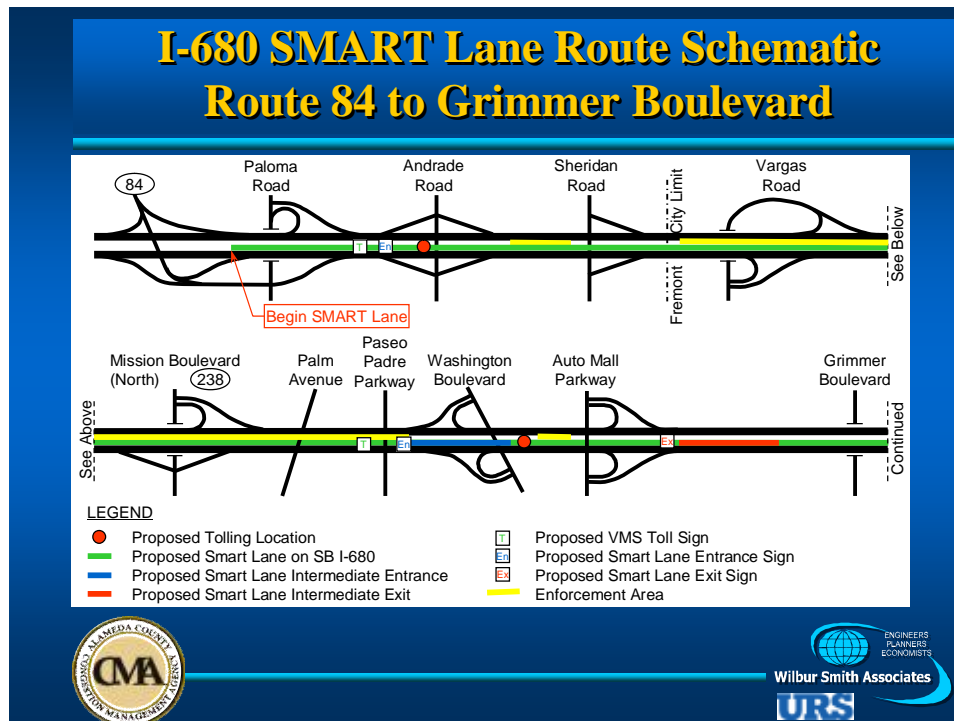 I-680 SMART Lane Route Schematic
Route 84 to Grimmer Boulevard
84
Paloma
Road
Andrade
Road
Sheridan
Road
Fremont
City Limit
Vargas
Road
T
En
See Below
Begin SMART Lane
Mission Boulevard
(North)
238
Palm
Avenue
Paseo
Padre
Parkway
Washington
Boulevard
Auto Mall
Parkway
Grimmer
Boulevard
See Above
T
En
Ex
Continued
LEGEND
Proposed Tolling Location
Proposed Smart Lane on SB I-680
Proposed Smart Lane Intermediate Entrance
Proposed Smart Lane Intermediate Exit
T Proposed VMS Toll Sign
En Proposed Smart Lane Entrance Sign
Ex Proposed Smart Lane Exit Sign
Enforcement Area
ALAMEDA COUNTY
CONGESTION MANAGEMENT AGENCY
CMA
ENGINEERS
PLANNERS
ECONOMISTS
Wilbur Smith Associates
URS